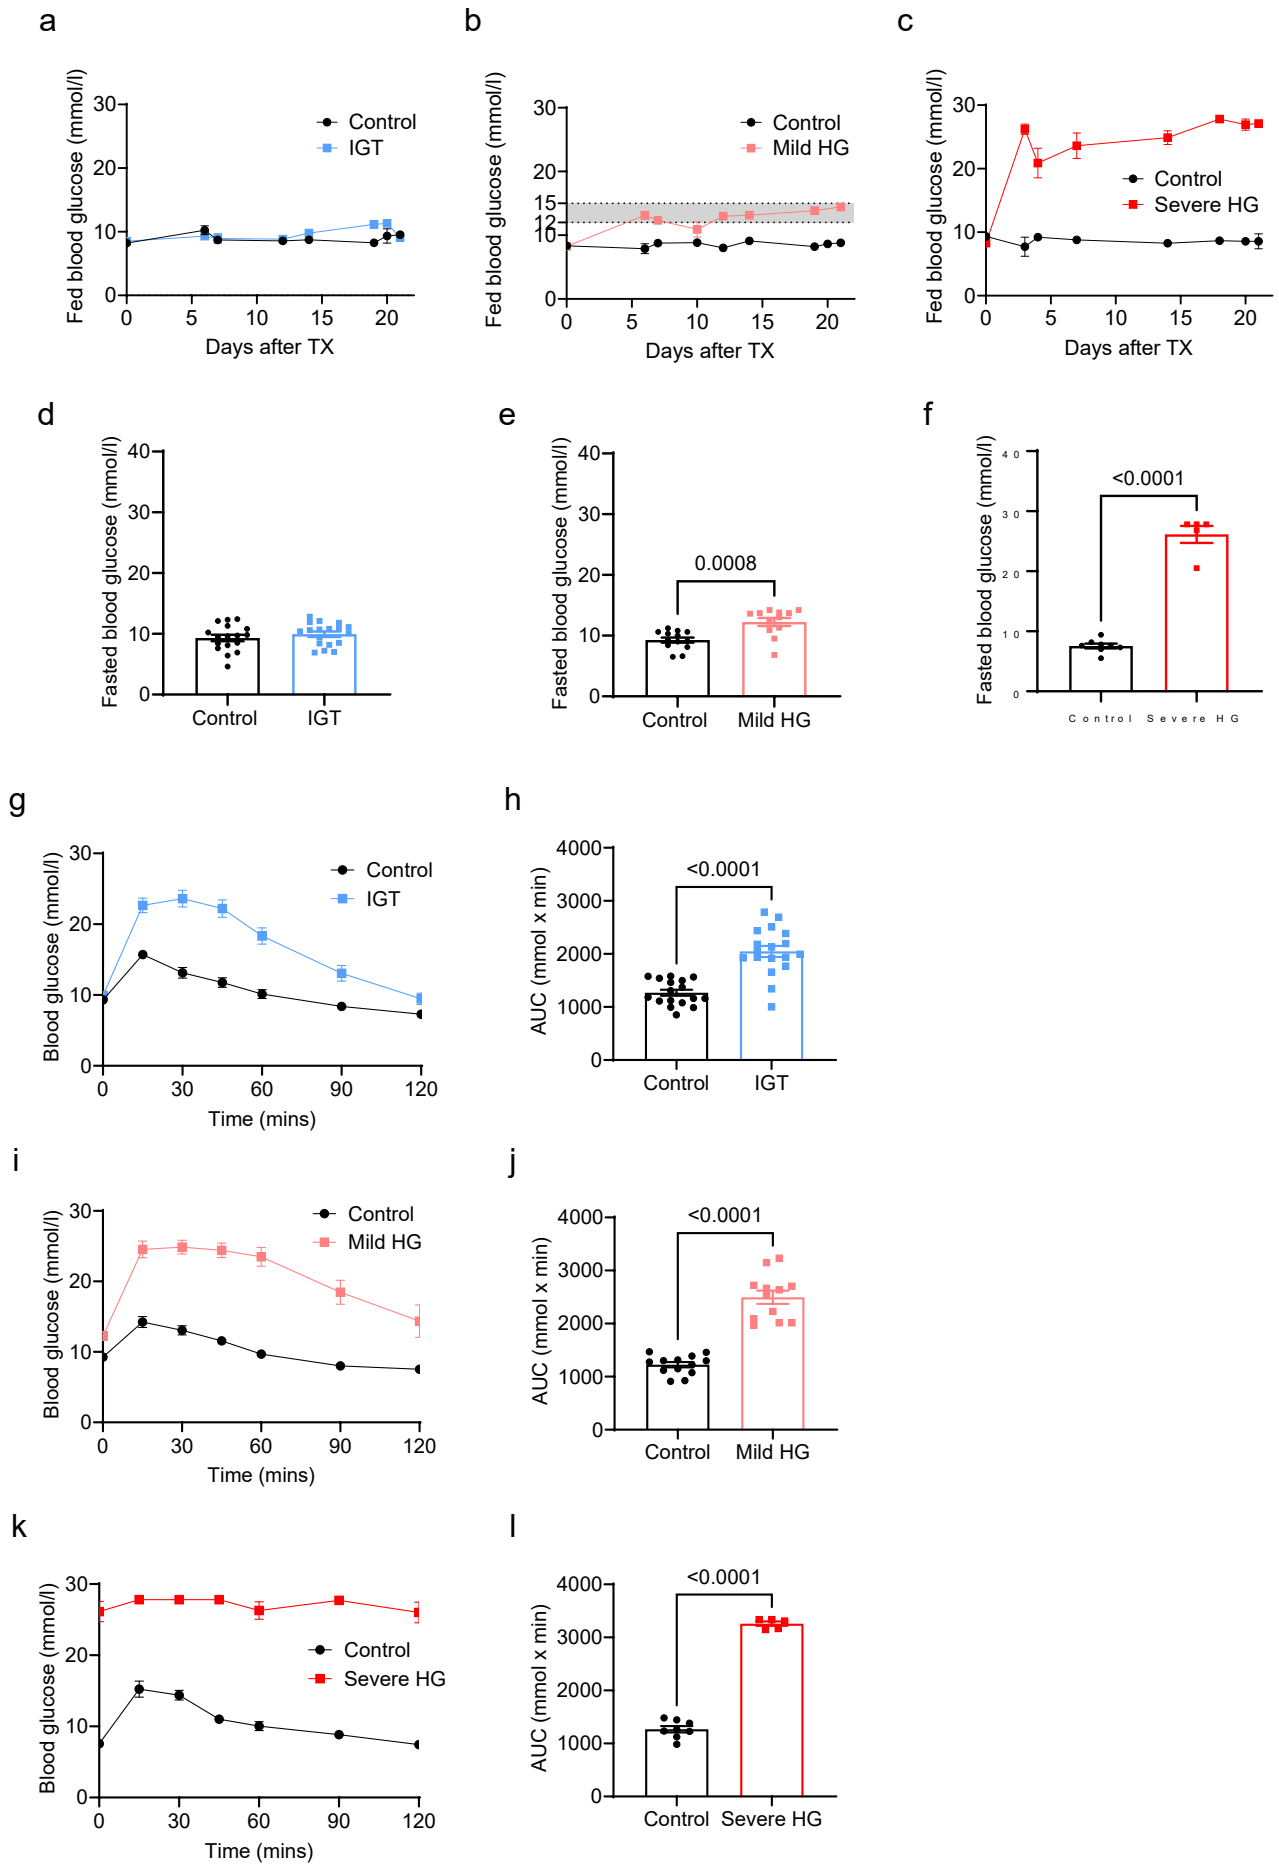 a
b
c
Fed blood glucose (mmol/l)
30
20
10
0
0 5 10 15 20
Days after TX
Control
IGT
Fed blood glucose (mmol/l)
30
20
15
12
10
0
0 5 10 15 20
Days after TX
Control
Mild HG
Fed blood glucose (mmol/l)
30
20
10
0
0 5 10 15 20
Days after TX
Control
Severe HG
d
e
f
Fasted blood glucose (mmol/l)
40
30
20
10
0
Control IGT
Fasted blood glucose (mmol/l)
40
30
20
10
0
0.0008
Control Mild HG
Fasted blood glucose (mmol/l)
40
30
20
10
0
<0.0001
Control Severe HG
g
h
Blood glucose (mmol/l)
30
20
10
0
0 30 60 90 120
Time (mins)
Control
IGT
AUC (mmol x min)
4000
3000
2000
1000
0
<0.0001
Control IGT
i
j
Blood glucose (mmol/l)
30
20
10
0
0 30 60 90 120
Time (mins)
Control
Mild HG
AUC (mmol x min)
4000
3000
2000
1000
0
<0.0001
Control Mild HG
k
l
Blood glucose (mmol/l)
30
20
10
0
0 30 60 90 120
Time (mins)
Control
Severe HG
AUC (mmol x min)
4000
3000
2000
1000
0
<0.0001
Control Severe HG